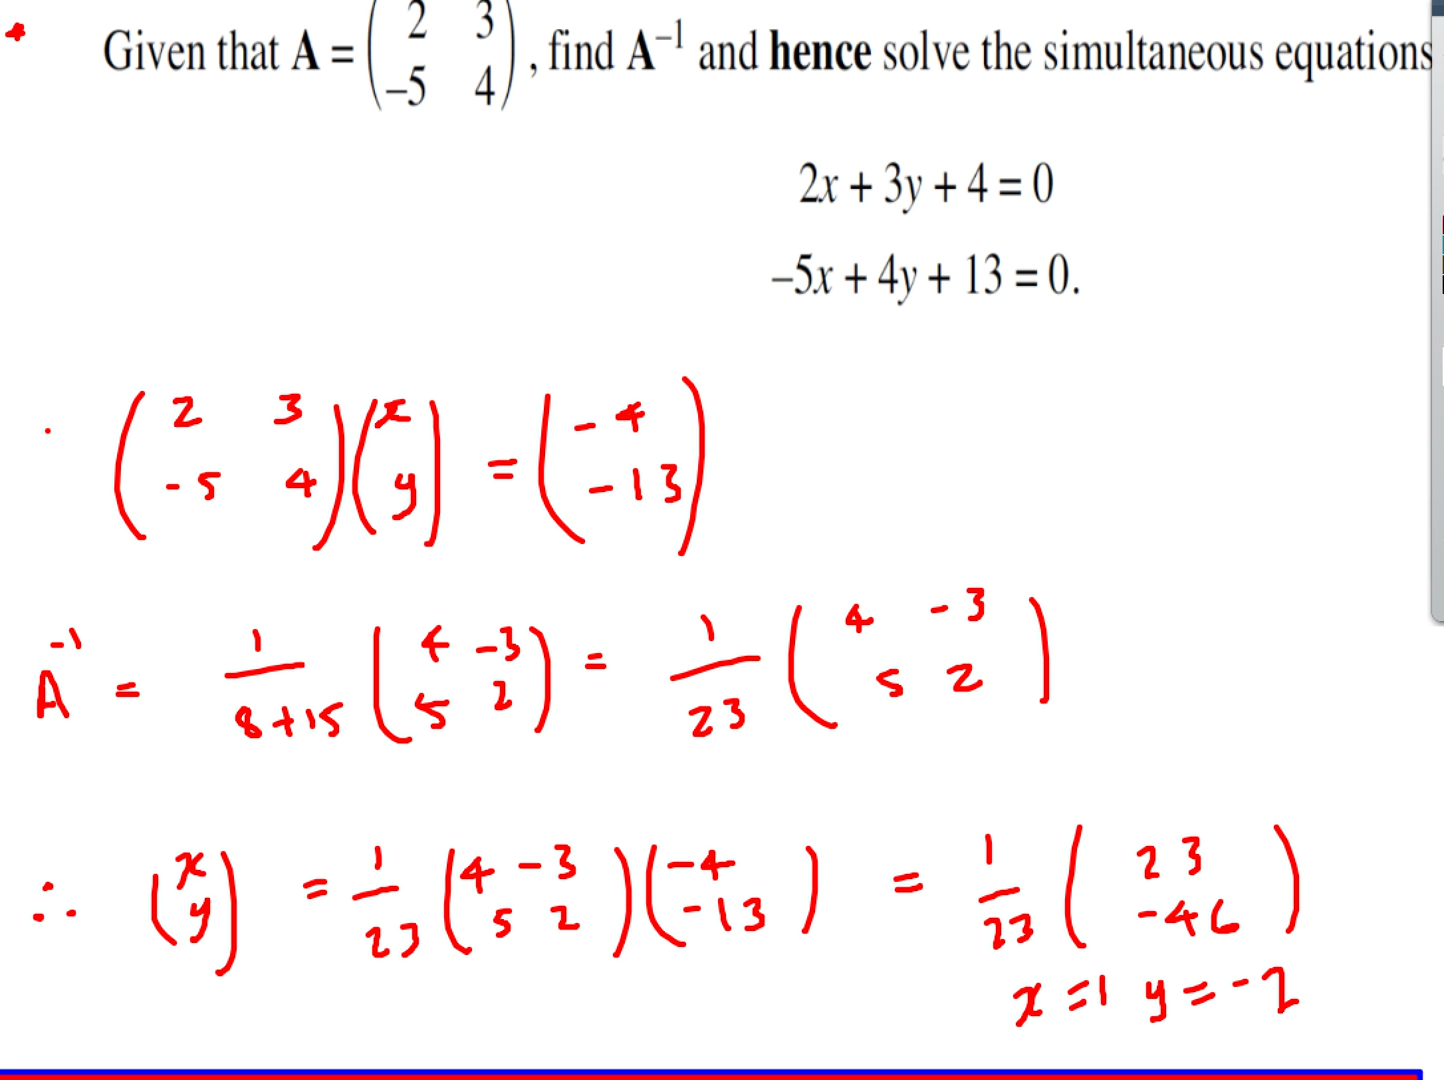 Given that A = ( 2 3 ; –5 4 ) , find A⁻¹ and hence solve the simultaneous equations
2x + 3y + 4 = 0
–5x + 4y + 13 = 0.
( 2 3 ; -5 4 ) ( x ; y ) = ( -4 ; -13 )
A⁻¹ = 1/(8+15) ( 4 -3 ; 5 2 ) = 1/23 ( 4 -3 ; 5 2 )
∴ ( x ; y ) = 1/23 ( 4 -3 ; 5 2 ) ( -4 ; -13 ) = 1/23 ( 23 ; -46 )
x = 1 y = -2